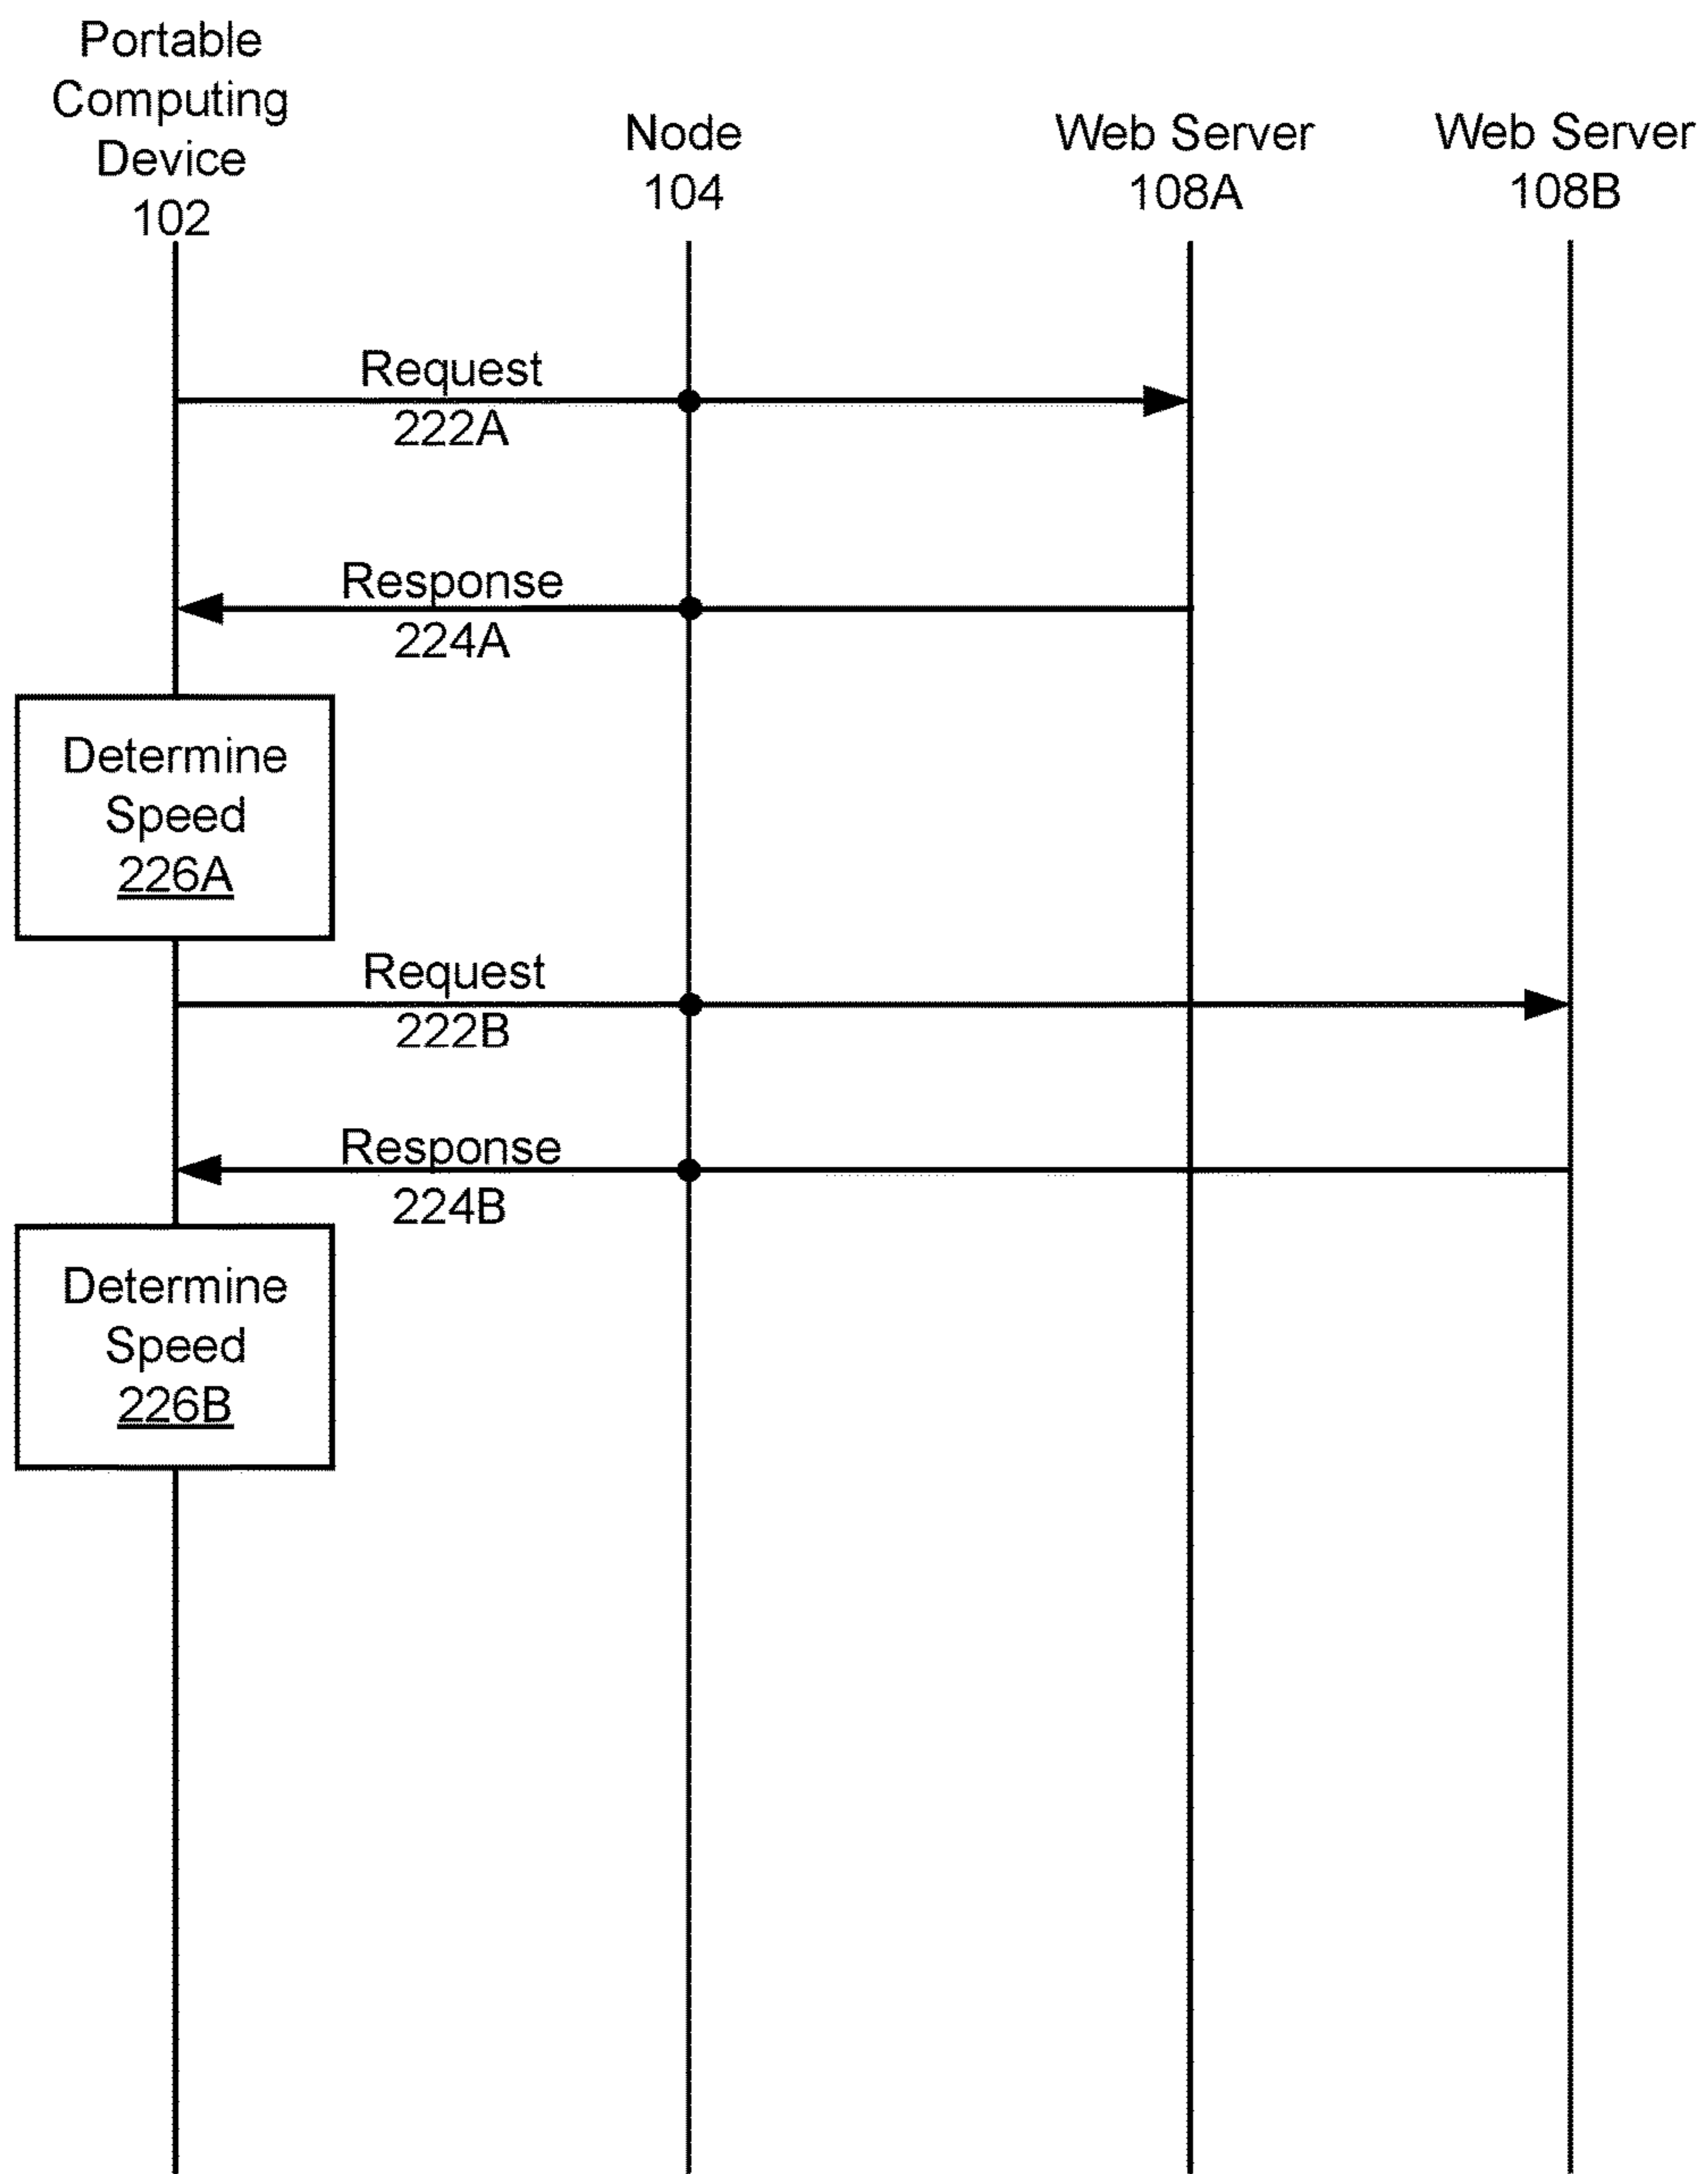 Portable
Computing
Device
102
Node
104
Web Server
108A
Web Server
108B
Request
222A
Response
224A
Determine
Speed
226A
Request
222B
Response
224B
Determine
Speed
226B